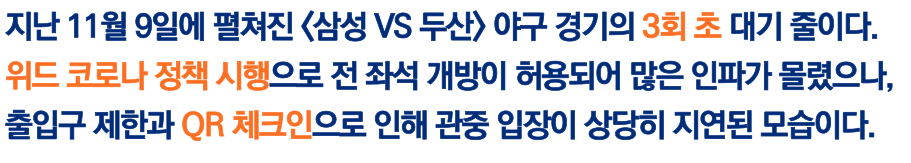 지난 11월 9일에 펼쳐진 <삼성 VS 두산> 야구 경기의 3회 초 대기 줄이다.
위드 코로나 정책 시행으로 전 좌석 개방이 허용되어 많은 인파가 몰렸으나,
출입구 제한과 QR 체크인으로 인해 관중 입장이 상당히 지연된 모습이다.